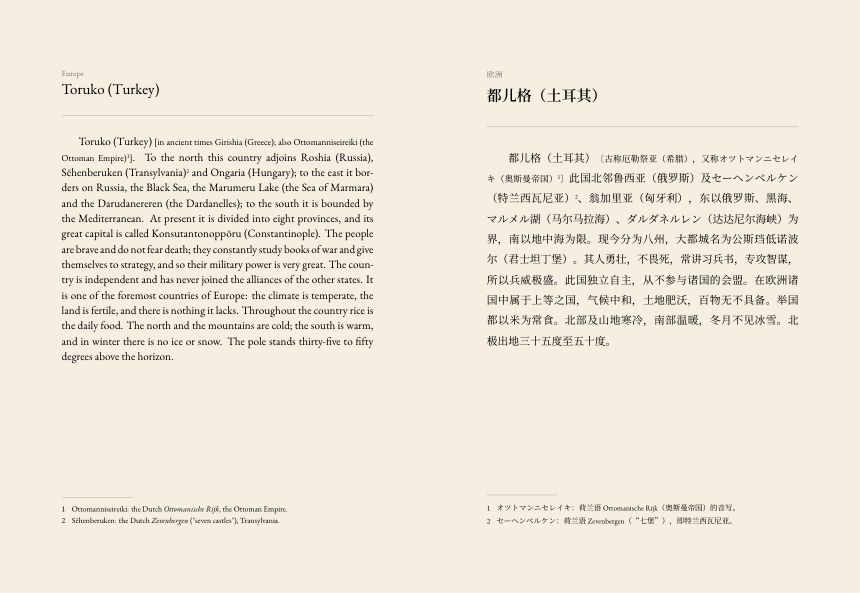 Europe
Toruko (Turkey)
Toruko (Turkey) [in ancient times Girishia (Greece); also Ottomanniseireiki (the
Ottoman Empire)¹]. To the north this country adjoins Roshia (Russia),
Sēhenberuken (Transylvania)² and Ongaria (Hungary); to the east it bor-
ders on Russia, the Black Sea, the Marumeru Lake (the Sea of Marmara)
and the Darudanereren (the Dardanelles); to the south it is bounded by
the Mediterranean. At present it is divided into eight provinces, and its
great capital is called Konsutantonoppōru (Constantinople). The people
are brave and do not fear death; they constantly study books of war and give
themselves to strategy, and so their military power is very great. The coun-
try is independent and has never joined the alliances of the other states. It
is one of the foremost countries of Europe: the climate is temperate, the
land is fertile, and there is nothing it lacks. Throughout the country rice is
the daily food. The north and the mountains are cold; the south is warm,
and in winter there is no ice or snow. The pole stands thirty-five to fifty
degrees above the horizon.
1 Ottomanniseireiki: the Dutch Ottomanische Rijk, the Ottoman Empire.
2 Sēhenberuken: the Dutch Zevenbergen ("seven castles"), Transylvania.
欧洲
都儿格（土耳其）
都儿格（土耳其）〔古称厄勒祭亚（希腊），又称オツトマンニセレイ
キ（奥斯曼帝国）¹〕此国北邻鲁西亚（俄罗斯）及セーヘンベルケン
（特兰西瓦尼亚）²、翁加里亚（匈牙利），东以俄罗斯、黑海、
マルメル湖（马尔马拉海）、ダルダネルレン（达达尼尔海峡）为
界，南以地中海为限。现今分为八州，大都城名为公斯瑫低诺波
尔（君士坦丁堡）。其人勇壮，不畏死，常讲习兵书，专攻智谋，
所以兵威极盛。此国独立自主，从不参与诸国的会盟。在欧洲诸
国中属于上等之国，气候中和，土地肥沃，百物无不具备。举国
都以米为常食。北部及山地寒冷，南部温暖，冬月不见冰雪。北
极出地三十五度至五十度。
1 オツトマンニセレイキ：荷兰语 Ottomanische Rijk（奥斯曼帝国）的音写。
2 セーヘンベルケン：荷兰语 Zevenbergen（“七堡”），即特兰西瓦尼亚。